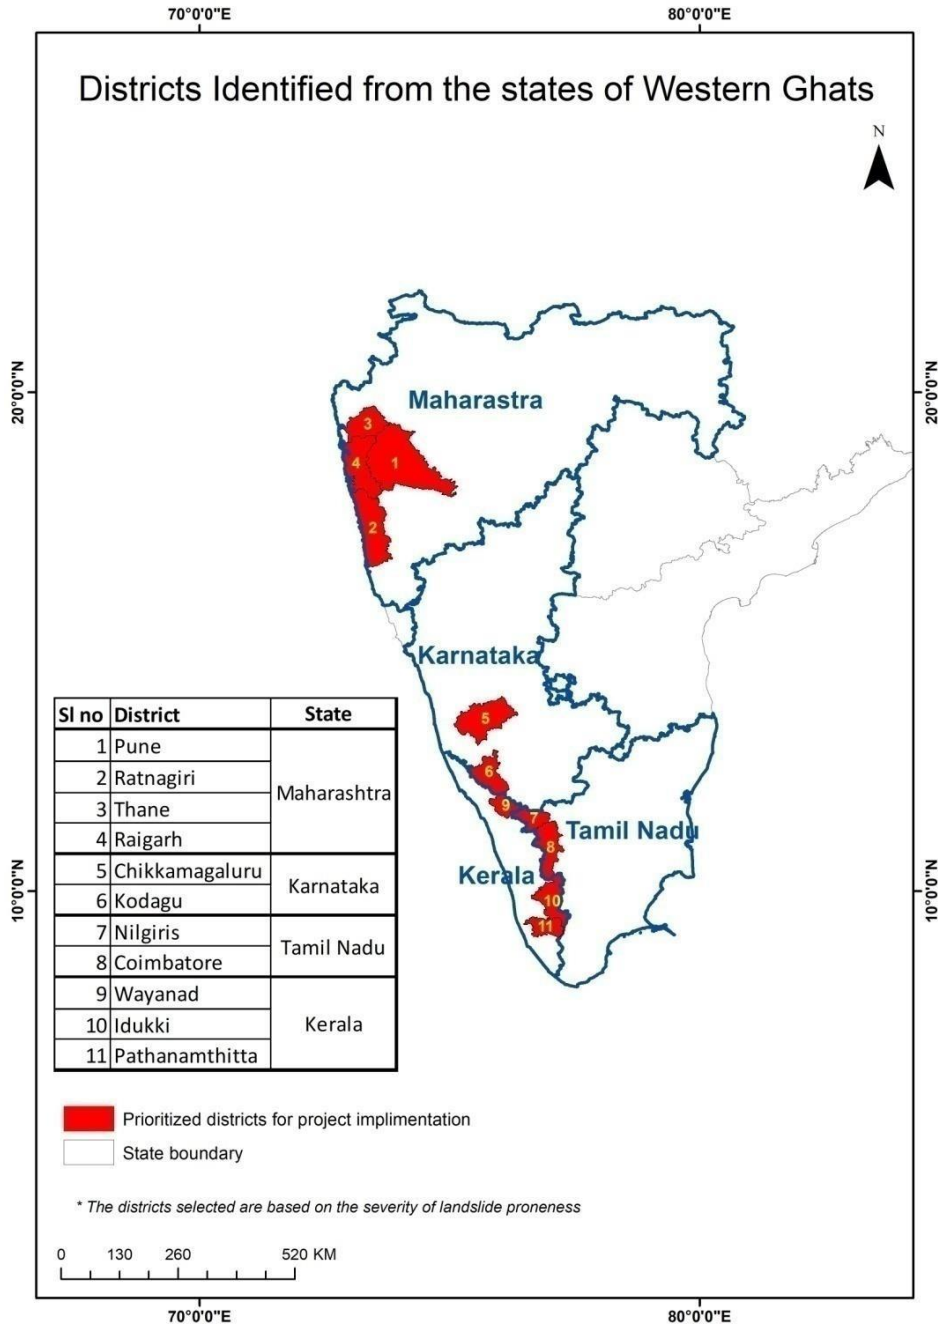 70°0'0"E 80°0'0"E
Districts Identified from the states of Western Ghats
N
20°0'0"N 20°0'0"N
Maharastra
3
4 1
2
Karnataka
5
6
9
7
Tamil Nadu
8
Kerala
10
11
10°0'0"N 10°0'0"N
Sl no District State
1 Pune
2 Ratnagiri
Maharashtra
3 Thane
4 Raigarh
5 Chikkamagaluru
Karnataka
6 Kodagu
7 Nilgiris
Tamil Nadu
8 Coimbatore
9 Wayanad
10 Idukki
Kerala
11 Pathanamthitta
Prioritized districts for project implimentation
State boundary
* The districts selected are based on the severity of landslide proneness
0 130 260 520 KM
70°0'0"E 80°0'0"E